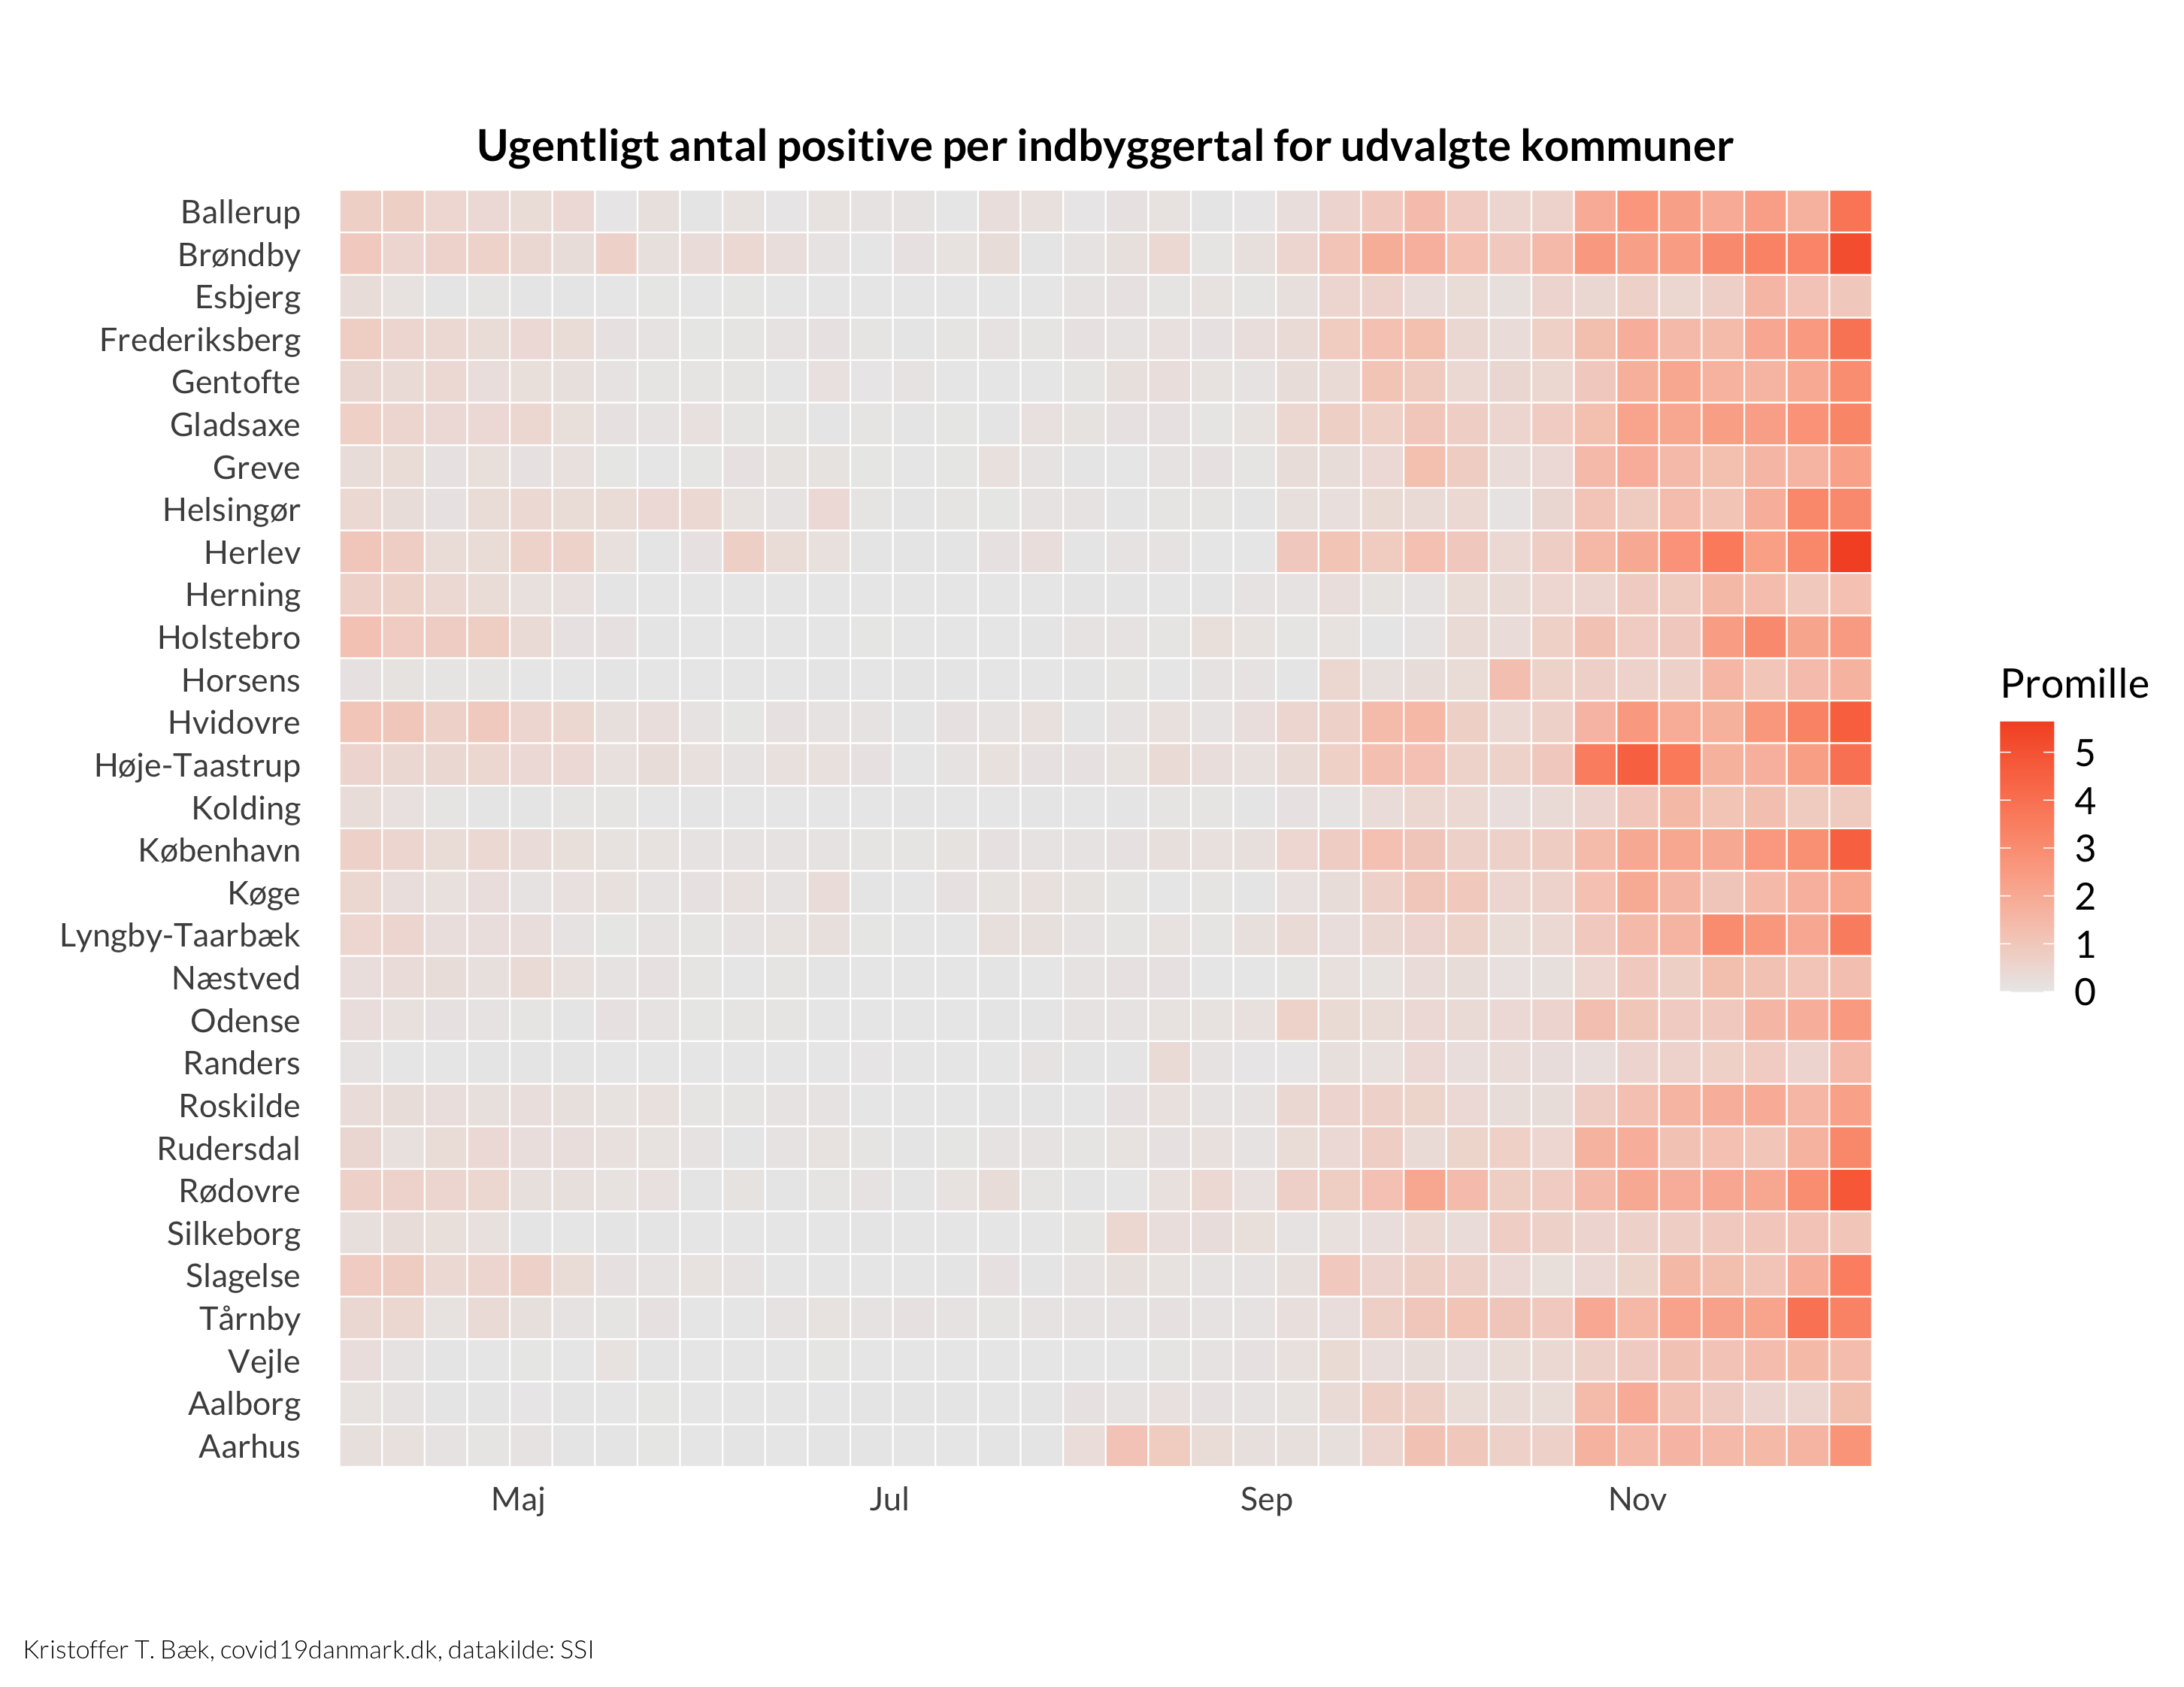 Ugentligt antal positive per indbyggertal for udvalgte kommuner
Ballerup
Brøndby
Esbjerg
Frederiksberg
Gentofte
Gladsaxe
Greve
Helsingør
Herlev
Herning
Holstebro
Horsens
Hvidovre
Høje-Taastrup
Kolding
København
Køge
Lyngby-Taarbæk
Næstved
Odense
Randers
Roskilde
Rudersdal
Rødovre
Silkeborg
Slagelse
Tårnby
Vejle
Aalborg
Aarhus
Maj Jul Sep Nov
Promille
5
4
3
2
1
0
Kristoffer T. Bæk, covid19danmark.dk, datakilde: SSI